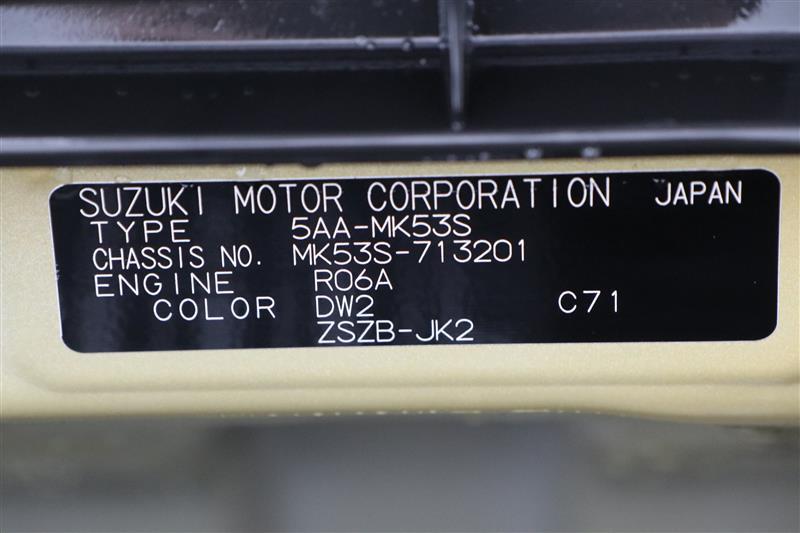 SUZUKI MOTOR CORPORATION JAPAN
TYPE 5AA-MK53S
CHASSIS NO. MK53S-713201
ENGINE R06A
COLOR DW2 C71
ZSZB-JK2